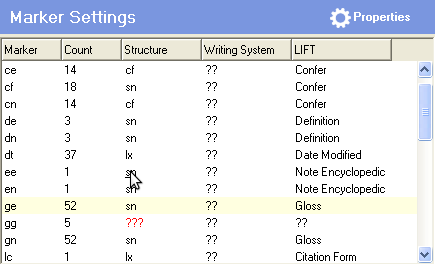 Marker Settings Properties
Marker Count Structure Writing System LIFT
ce 14 cf ?? Confer
cf 18 sn ?? Confer
cn 14 cf ?? Confer
de 3 sn ?? Definition
dn 3 sn ?? Definition
dt 37 lx ?? Date Modified
ee 1 sn ?? Note Encyclopedic
en 1 sn ?? Note Encyclopedic
ge 52 sn ?? Gloss
gg 5 ??? ?? ??
gn 52 sn ?? Gloss
lc 1 lx ?? Citation Form